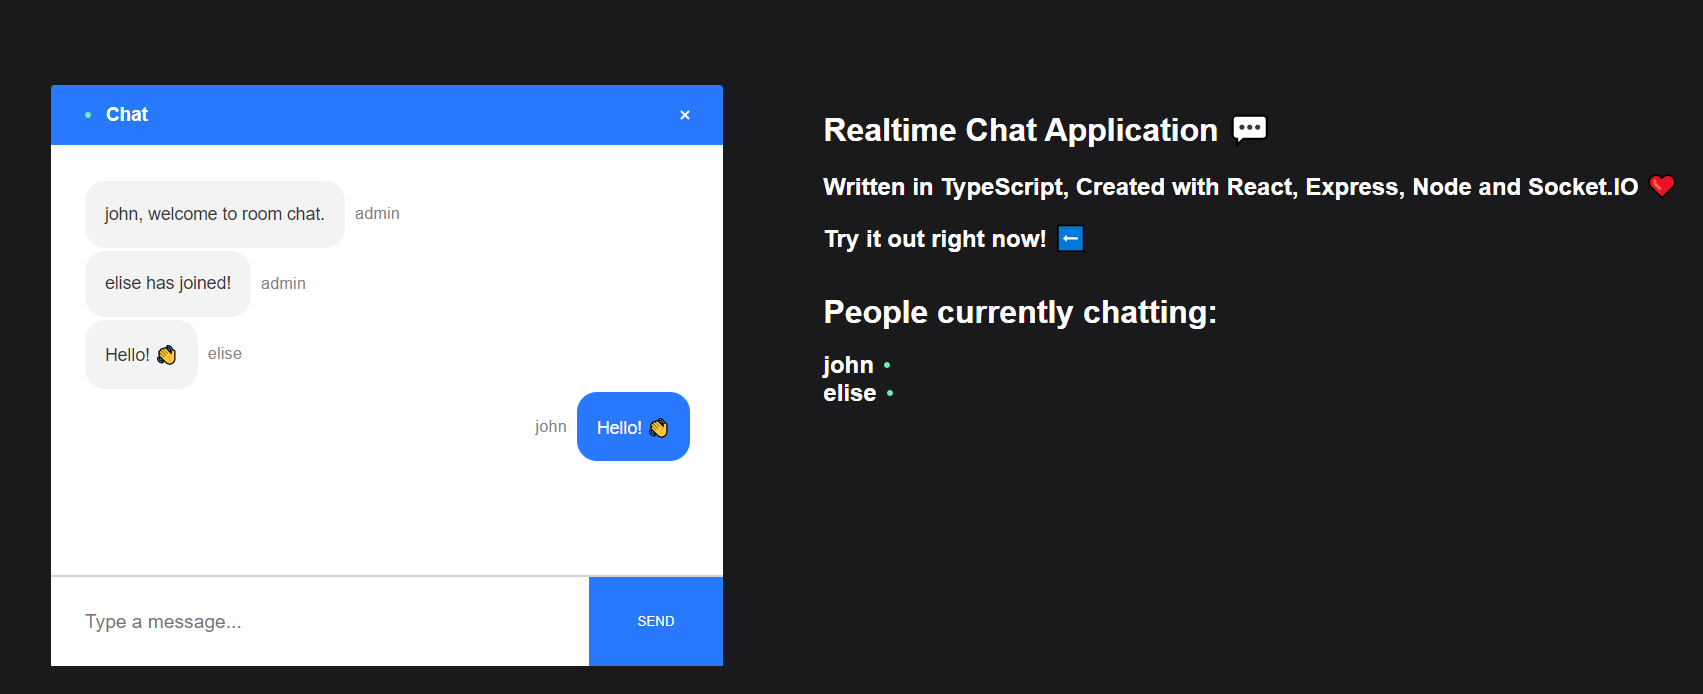 Chat ×
john, welcome to room chat. admin
elise has joined! admin
Hello! 👏 elise
john Hello! 👏
Type a message... SEND
Realtime Chat Application 💬
Written in TypeScript, Created with React, Express, Node and Socket.IO ❤️
Try it out right now! ⬅️
People currently chatting:
john
elise